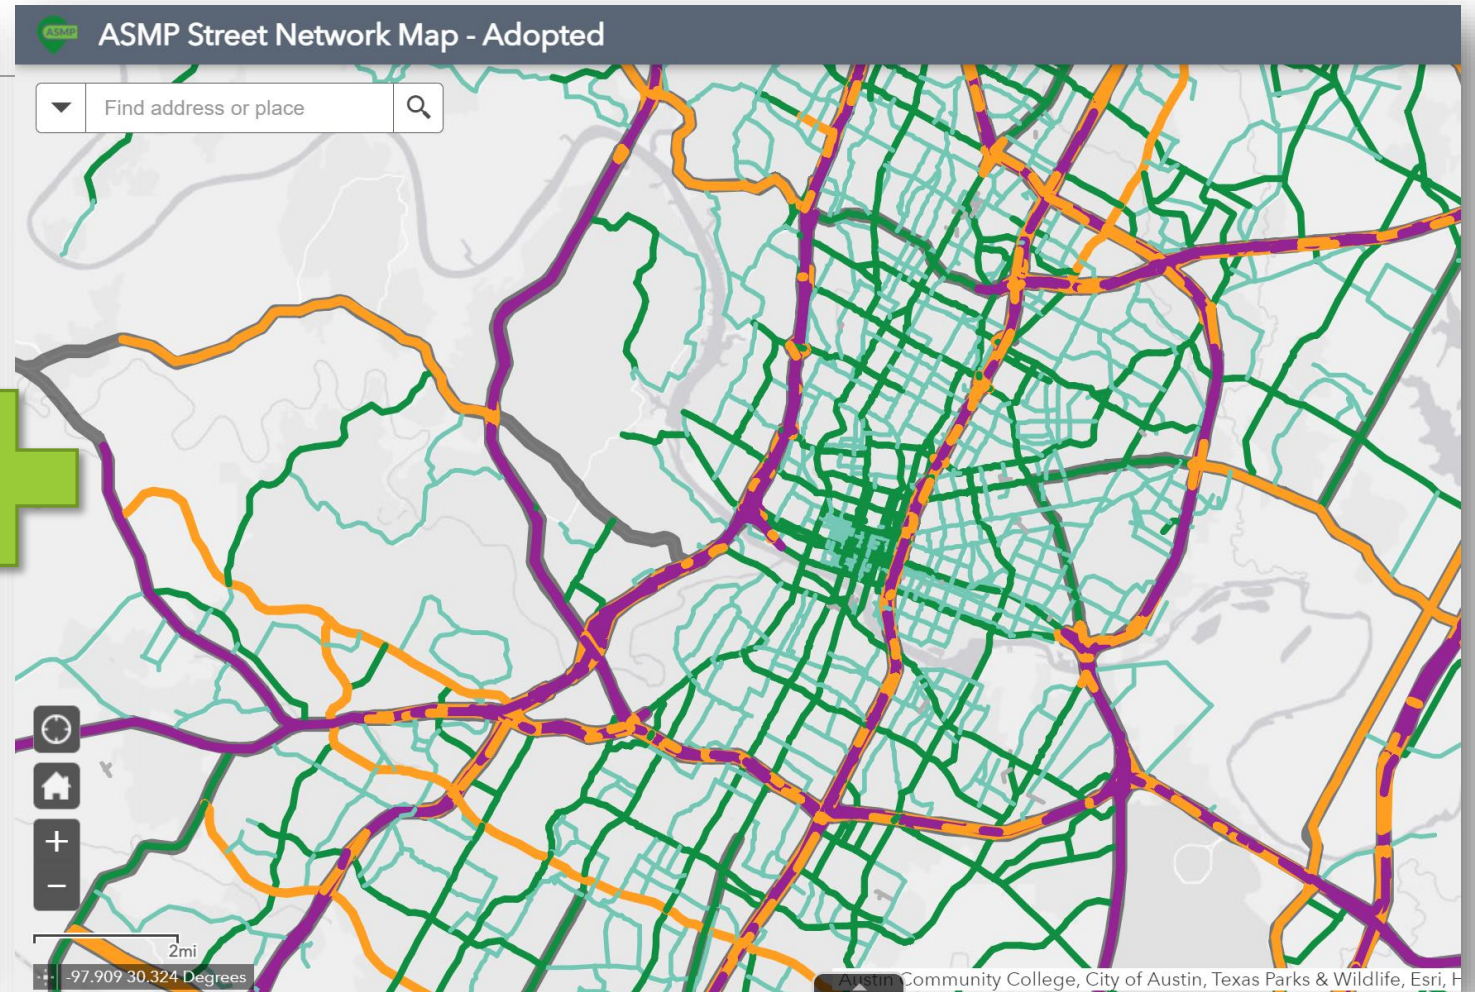 ASMP
ASMP Street Network Map - Adopted
Find address or place
+
−
2mi
-97.909 30.324 Degrees
Austin Community College, City of Austin, Texas Parks & Wildlife, Esri, H